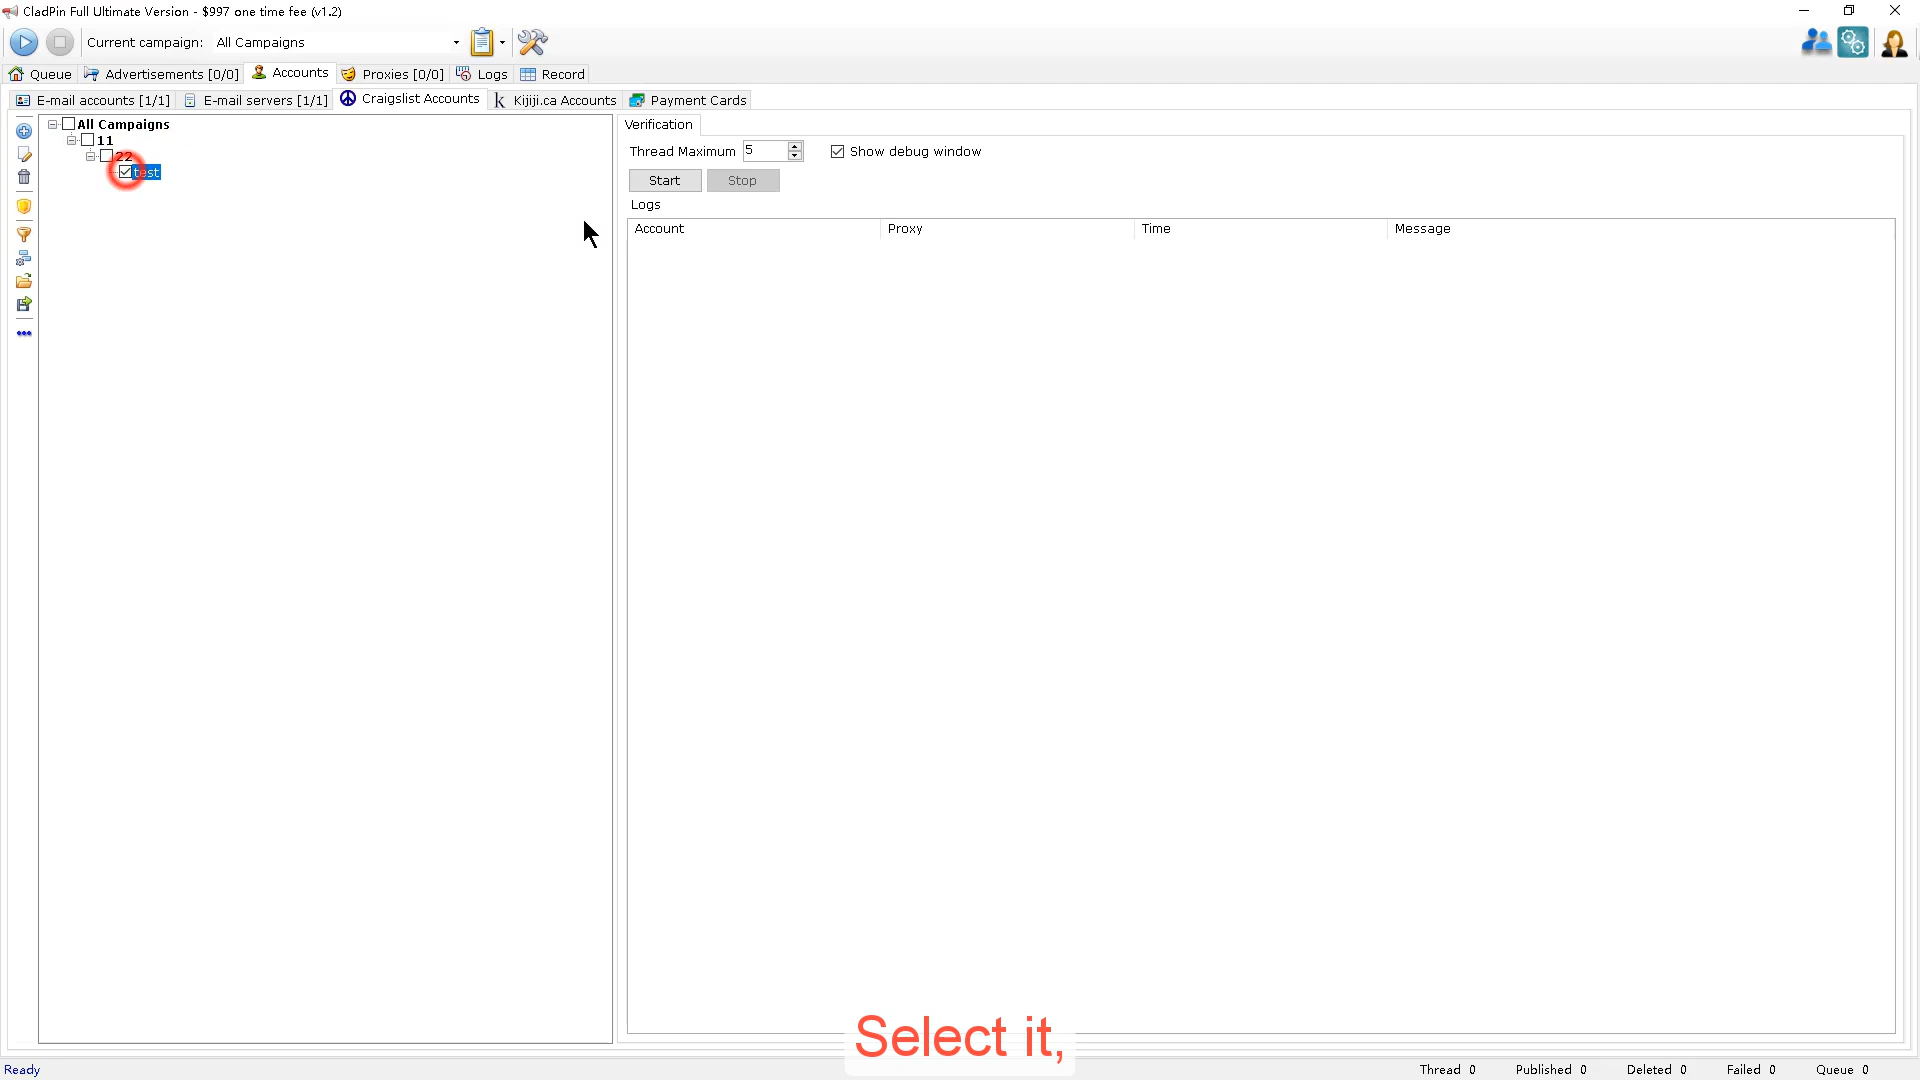 CladPin Full Ultimate Version - $997 one time fee (v1.2)
Current campaign: All Campaigns
Queue Advertisements [0/0] Accounts Proxies [0/0] Logs Record
E-mail accounts [1/1] E-mail servers [1/1] Craigslist Accounts k Kijiji.ca Accounts Payment Cards
All Campaigns
11
22
test
Verification
Thread Maximum 5 Show debug window
Start Stop
Logs
Account Proxy Time Message
Select it,
Ready Thread 0 Published 0 Deleted 0 Failed 0 Queue 0